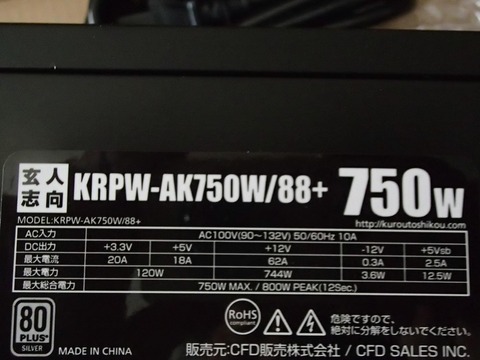 玄人志向 KRPW-AK750W/88+ 750W
MODEL:KRPW-AK750W/88+ http://kuroutoshikou.com/
AC入力 AC100V(90～132V) 50/60Hz 10A
DC出力 +3.3V +5V +12V -12V +5Vsb
最大電流 20A 18A 62A 0.3A 2.5A
最大電力 120W 744W 3.6W 12.5W
最大総合電力 750W MAX. / 800W PEAK(12Sec.)
80 PLUS SILVER
RoHS compliant
危険ですので、
絶対に分解をしないでください。
MADE IN CHINA
販売元:CFD販売株式会社/ CFD SALES INC.